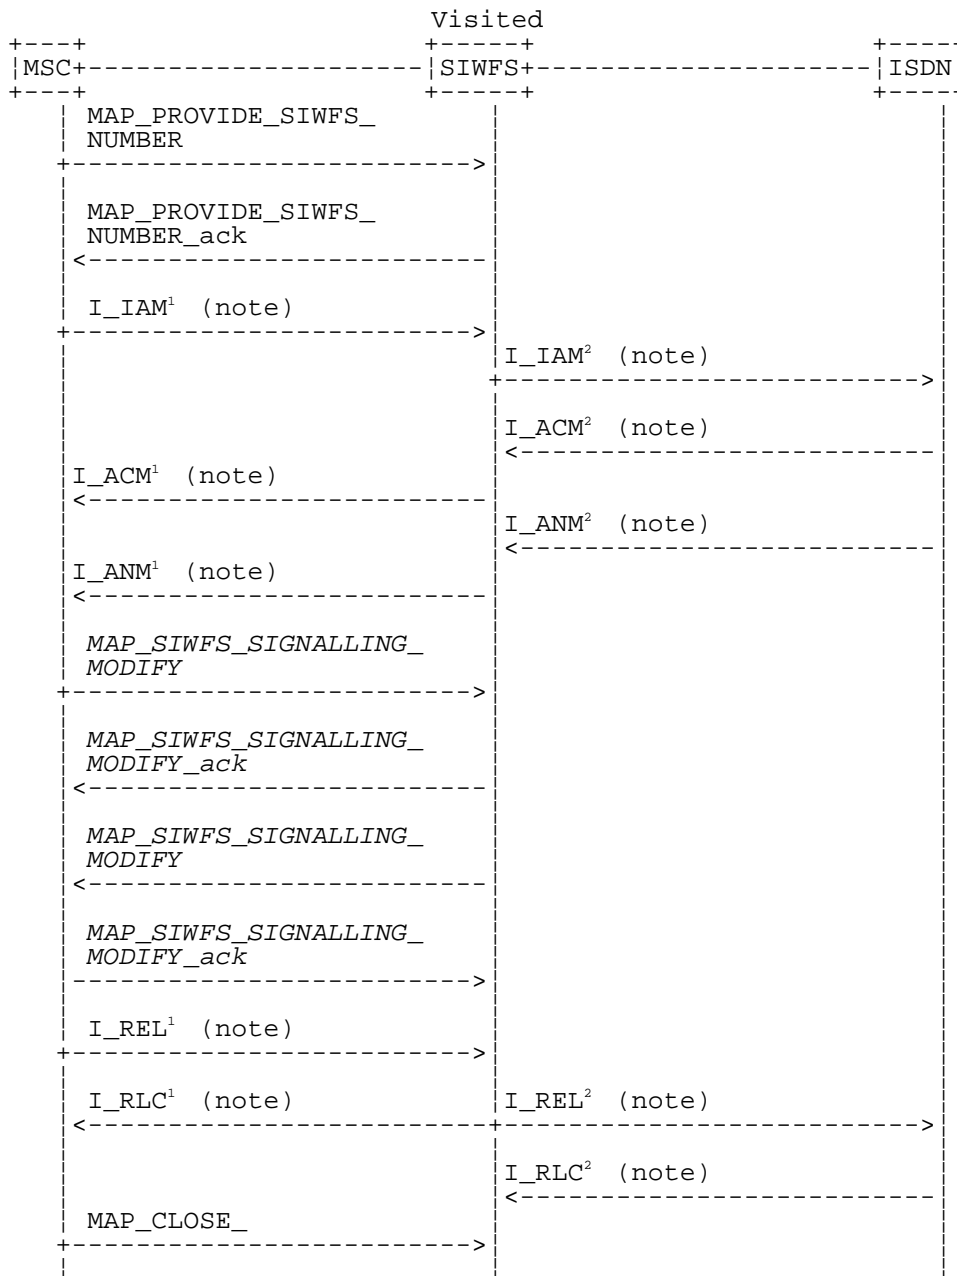 Visited
MSC SIWFS ISDN
MAP_PROVIDE_SIWFS_
NUMBER
MAP_PROVIDE_SIWFS_
NUMBER_ack
I_IAM¹ (note)
I_IAM² (note)
I_ACM² (note)
I_ACM¹ (note)
I_ANM² (note)
I_ANM¹ (note)
MAP_SIWFS_SIGNALLING_
MODIFY
MAP_SIWFS_SIGNALLING_
MODIFY_ack
MAP_SIWFS_SIGNALLING_
MODIFY
MAP_SIWFS_SIGNALLING_
MODIFY_ack
I_REL¹ (note)
I_RLC¹ (note) I_REL² (note)
I_RLC² (note)
MAP_CLOSE_